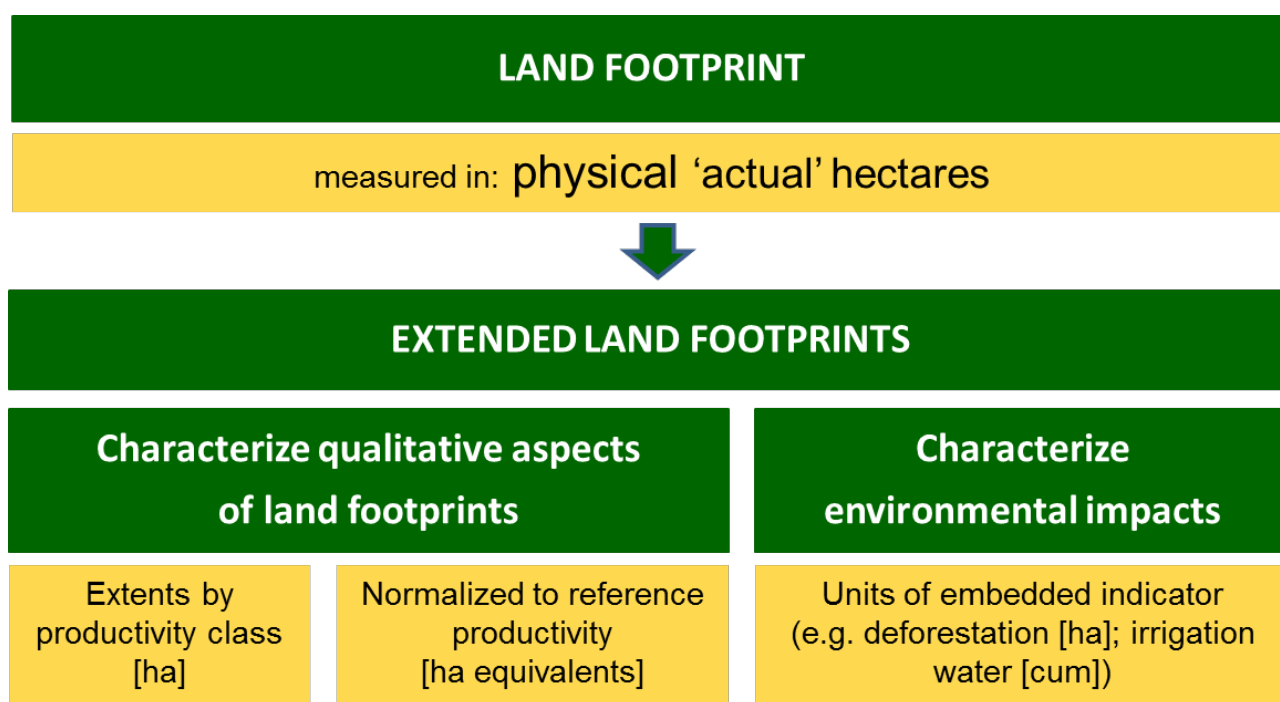 LAND FOOTPRINT
measured in: physical ‘actual’ hectares
EXTENDED LAND FOOTPRINTS
Characterize qualitative aspects
of land footprints
Characterize
environmental impacts
Extents by
productivity class
[ha]
Normalized to reference
productivity
[ha equivalents]
Units of embedded indicator
(e.g. deforestation [ha]; irrigation
water [cum])